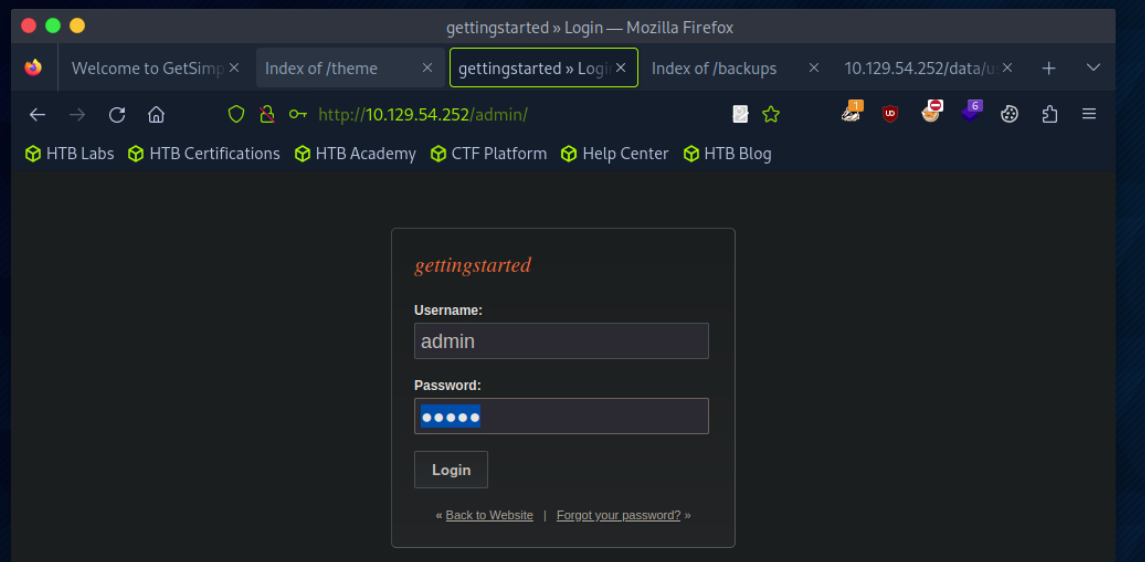 gettingstarted » Login — Mozilla Firefox
Welcome to GetSimp
Index of /theme
gettingstarted » Logi
Index of /backups
10.129.54.252/data/u
http://10.129.54.252/admin/
1
UD
6
HTB Labs
HTB Certifications
HTB Academy
CTF Platform
Help Center
HTB Blog
gettingstarted
Username:
admin
Password:
●●●●●
Login
« Back to Website | Forgot your password? »